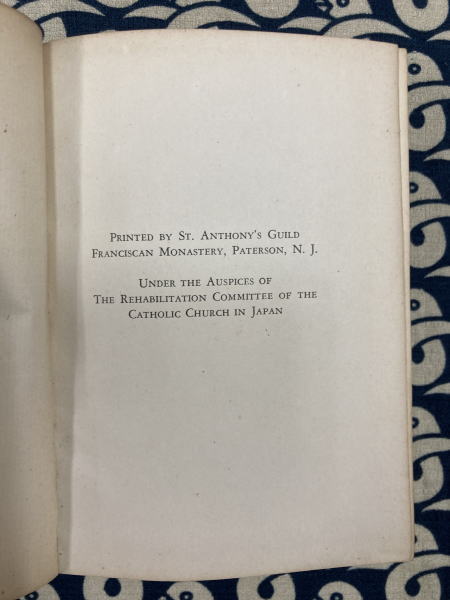 Printed by St. Anthony's Guild
Franciscan Monastery, Paterson, N. J.
Under the Auspices of
The Rehabilitation Committee of the
Catholic Church in Japan